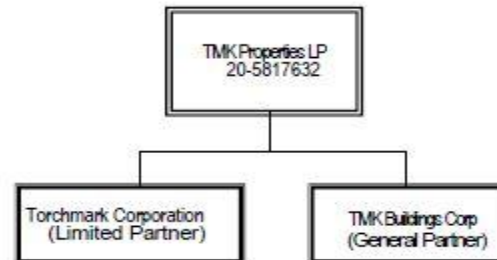 TMK Properties LP
20-5817632
Torchmark Corporation
(Limited Partner)
TMK Buildings Corp
(General Partner)